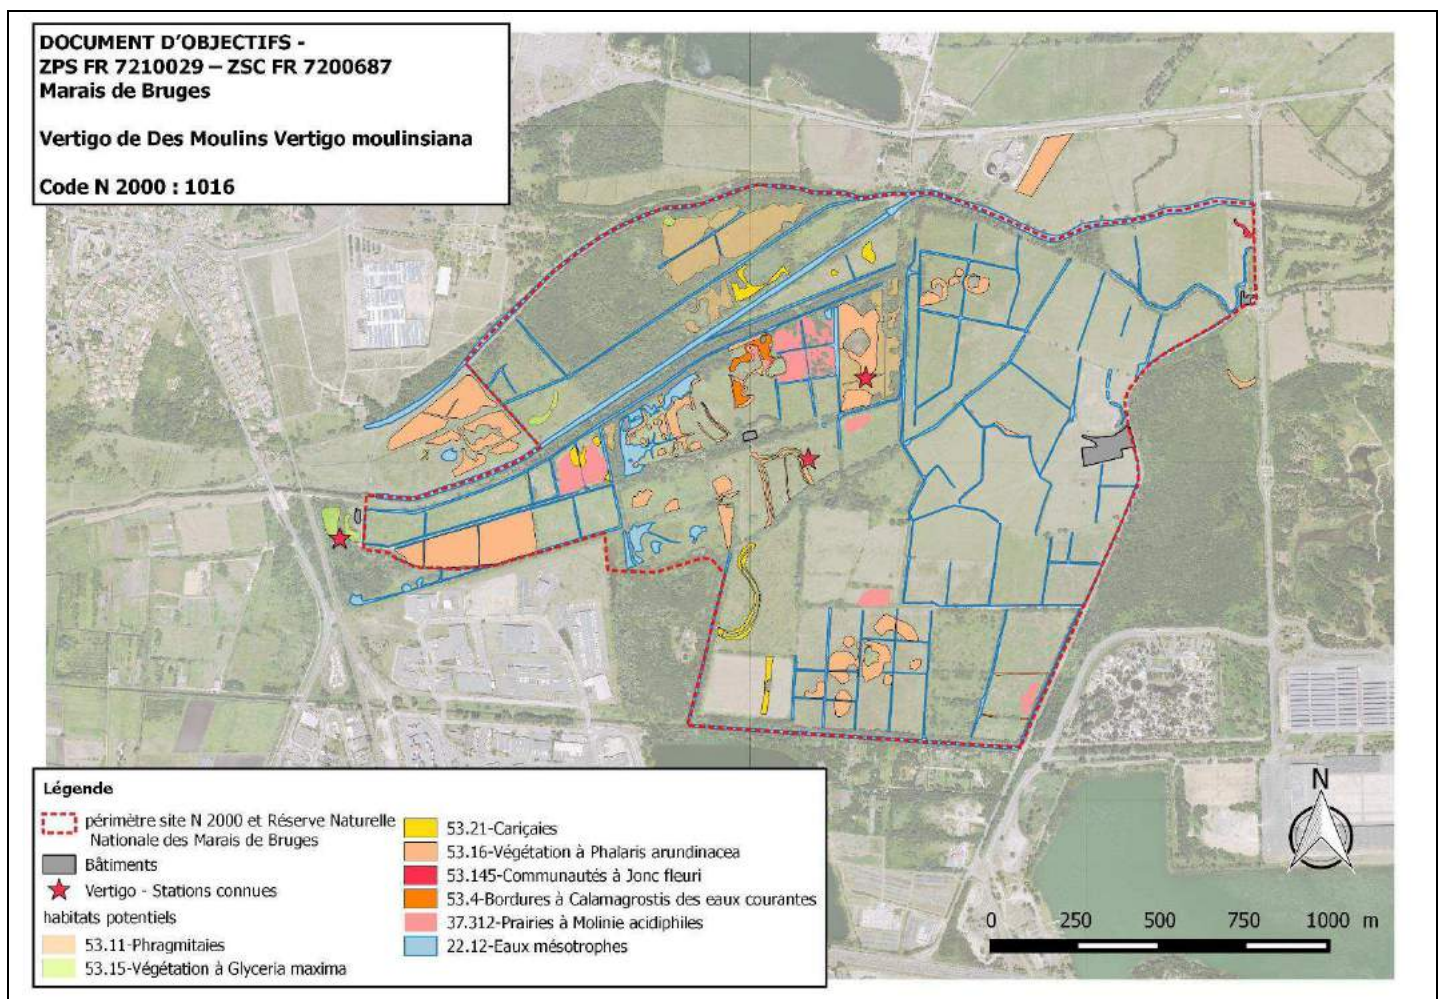 DOCUMENT D'OBJECTIFS -
ZPS FR 7210029 – ZSC FR 7200687
Marais de Bruges
Vertigo de Des Moulins Vertigo moulinsiana
Code N 2000 : 1016
Légende
périmètre site N 2000 et Réserve Naturelle
Nationale des Marais de Bruges
Bâtiments
Vertigo - Stations connues
habitats potentiels
53.11-Phragmitaies
53.15-Végétation à Glyceria maxima
53.21-Cariçaies
53.16-Végétation à Phalaris arundinacea
53.145-Communautés à Jonc fleuri
53.4-Bordures à Calamagrostis des eaux courantes
37.312-Prairies à Molinie acidiphiles
22.12-Eaux mésotrophes
N
0 250 500 750 1000 m